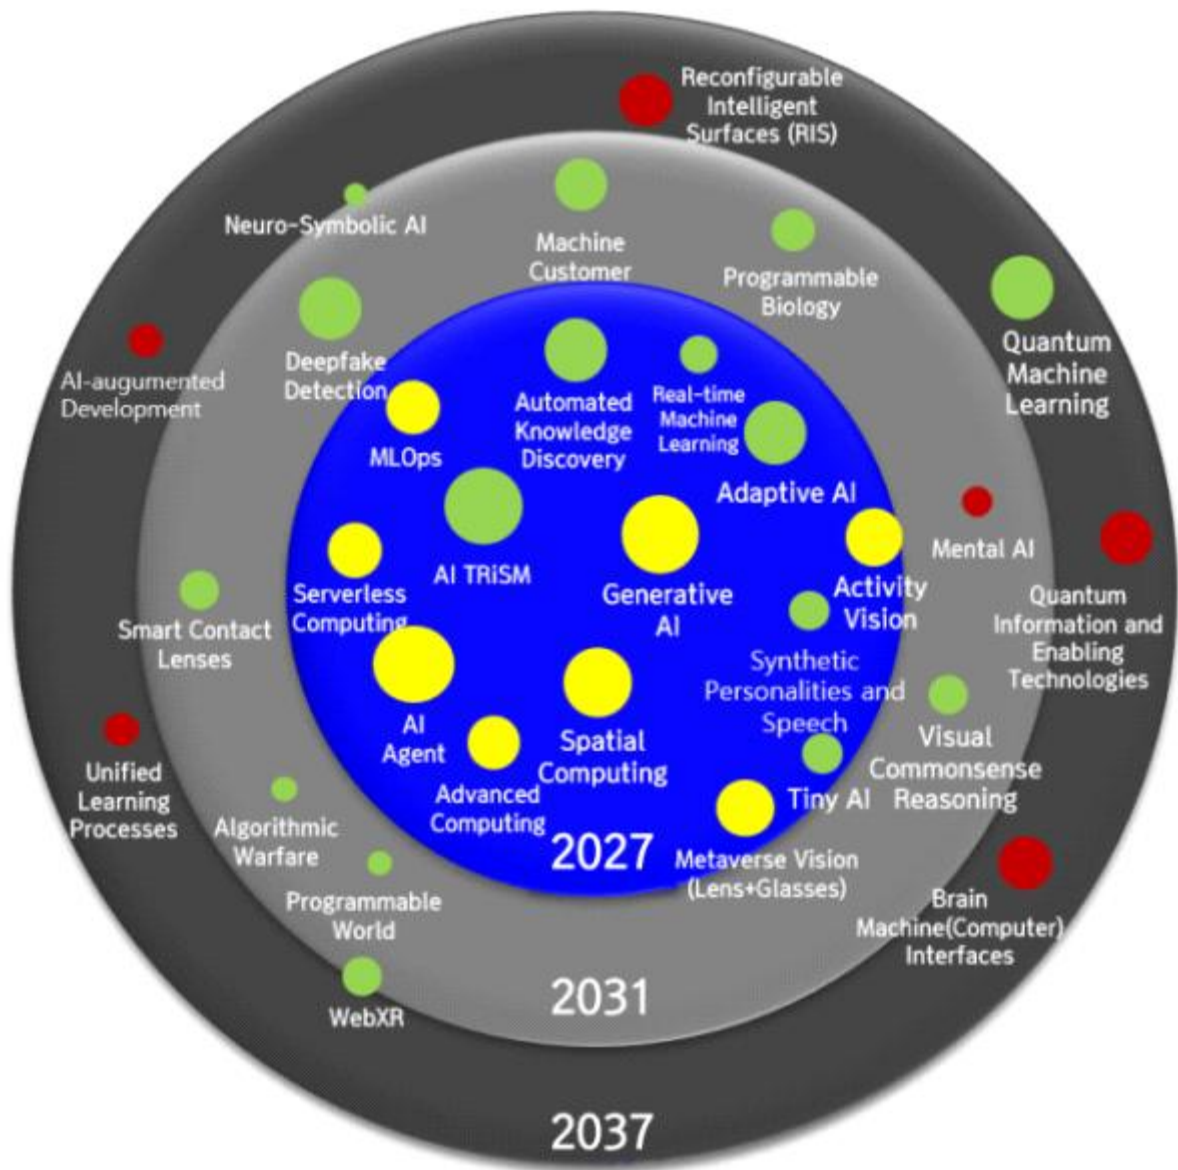 Reconfigurable
Intelligent
Surfaces (RIS)
Neuro-Symbolic AI
Machine
Customer
Programmable
Biology
Quantum
Machine
Learning
AI-augumented
Development
Deepfake
Detection
MLOps
Automated
Knowledge
Discovery
Real-time
Machine
Learning
Adaptive AI
AI TRiSM
Generative
AI
Activity
Vision
Mental AI
Quantum
Information and
Enabling
Technologies
Serverless
Computing
Smart Contact
Lenses
Synthetic
Personalities and
Speech
AI
Agent
Advanced
Computing
Spatial
Computing
Visual
Commonsense
Reasoning
Tiny AI
Unified
Learning
Processes
Algorithmic
Warfare
2027
Metaverse Vision
(Lens+Glasses)
Programmable
World
Brain
Machine(Computer)
Interfaces
WebXR
2031
2037